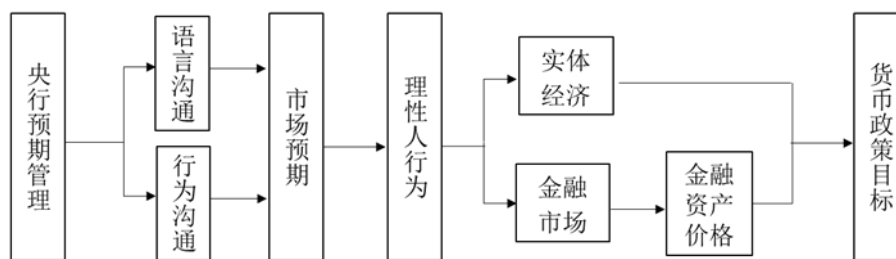 央行预期管理
语言沟通
行为沟通
市场预期
理性人行为
实体
经济
金融
市场
金融
资产
价格
货币政策目标